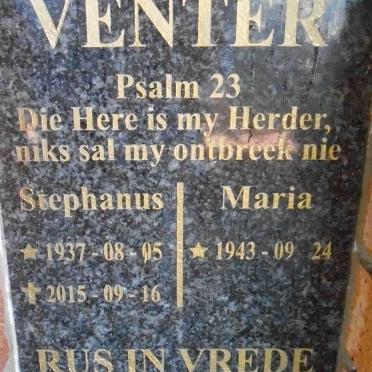 VENTER
Psalm 23
Die Here is my Herder,
niks sal my ontbreek nie
Stephanus Maria
★ 1937 - 08 - 05 ★ 1943 - 09 24
✝ 2015 - 09 - 16
RUS IN VREDE